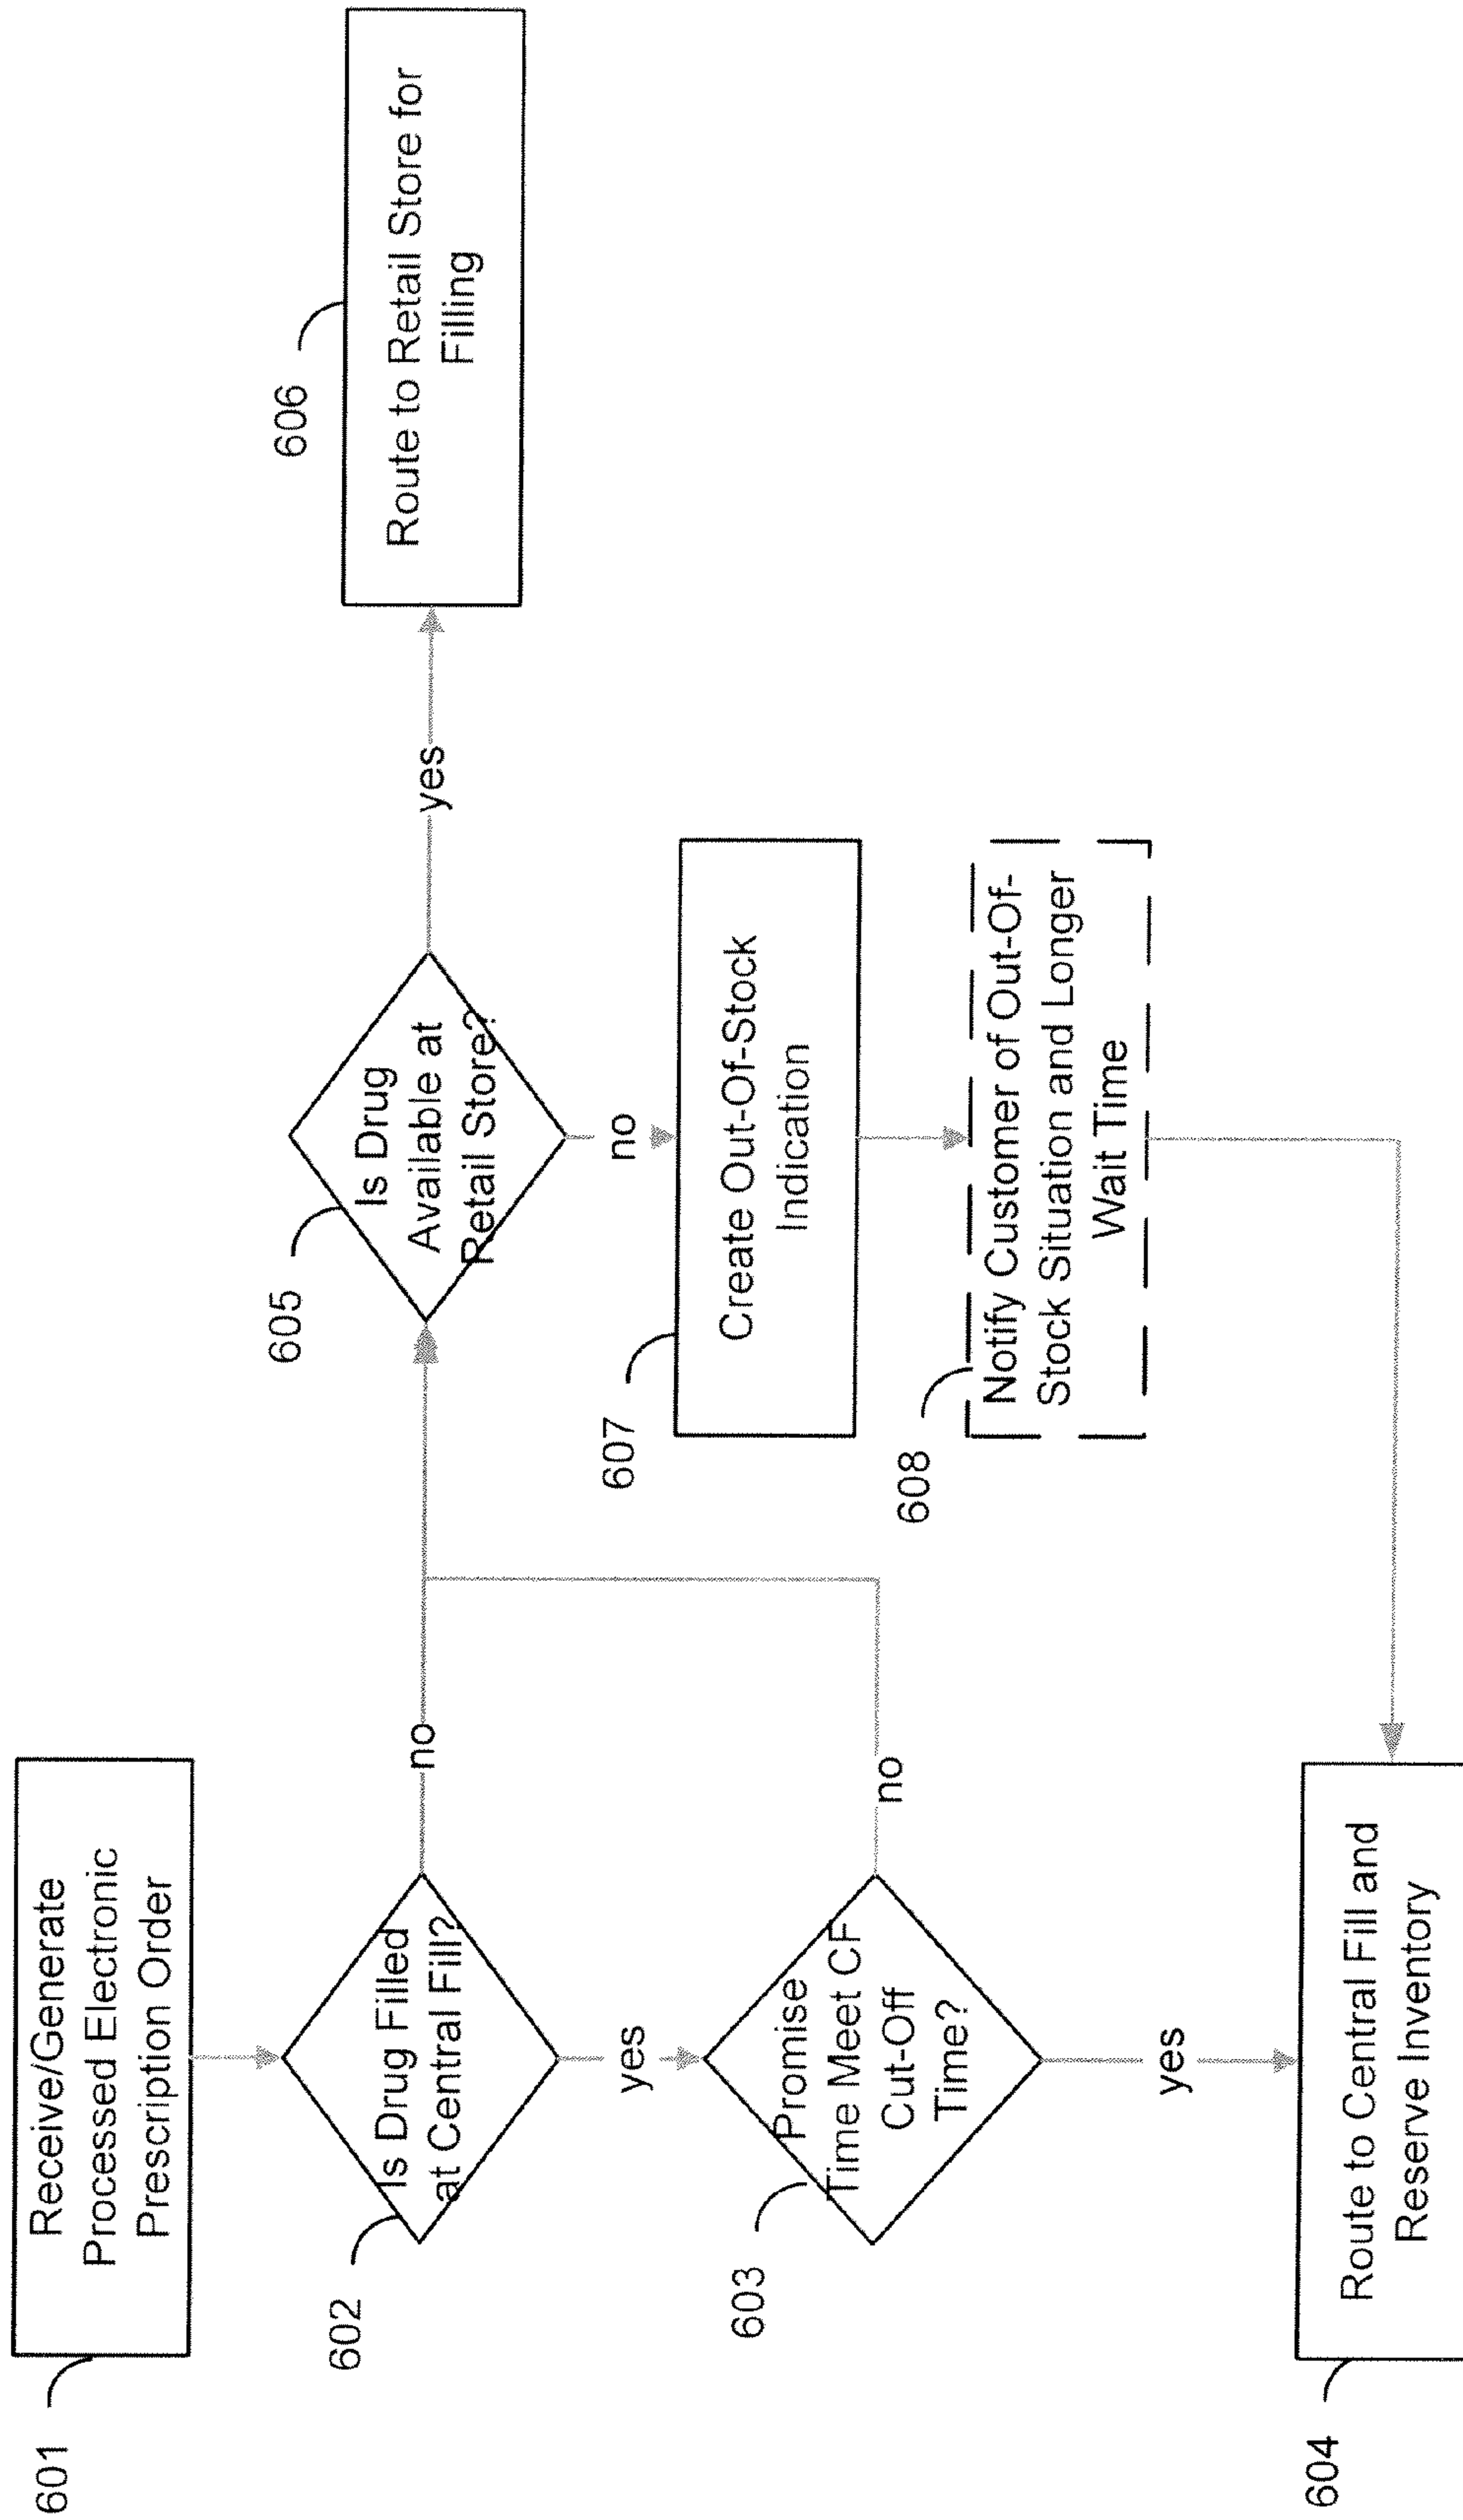 601
Receive/Generate
Processed Electronic
Prescription Order
602
Is Drug Filled
at Central Fill?
no
yes
603
Promise
Time Meet CF
Cut-Off
Time?
no
yes
604
Route to Central Fill and
Reserve Inventory
605
Is Drug
Available at
Retail Store?
yes
no
606
Route to Retail Store for
Filling
607
Create Out-Of-Stock
Indication
608
Notify Customer of Out-Of-
Stock Situation and Longer
Wait Time